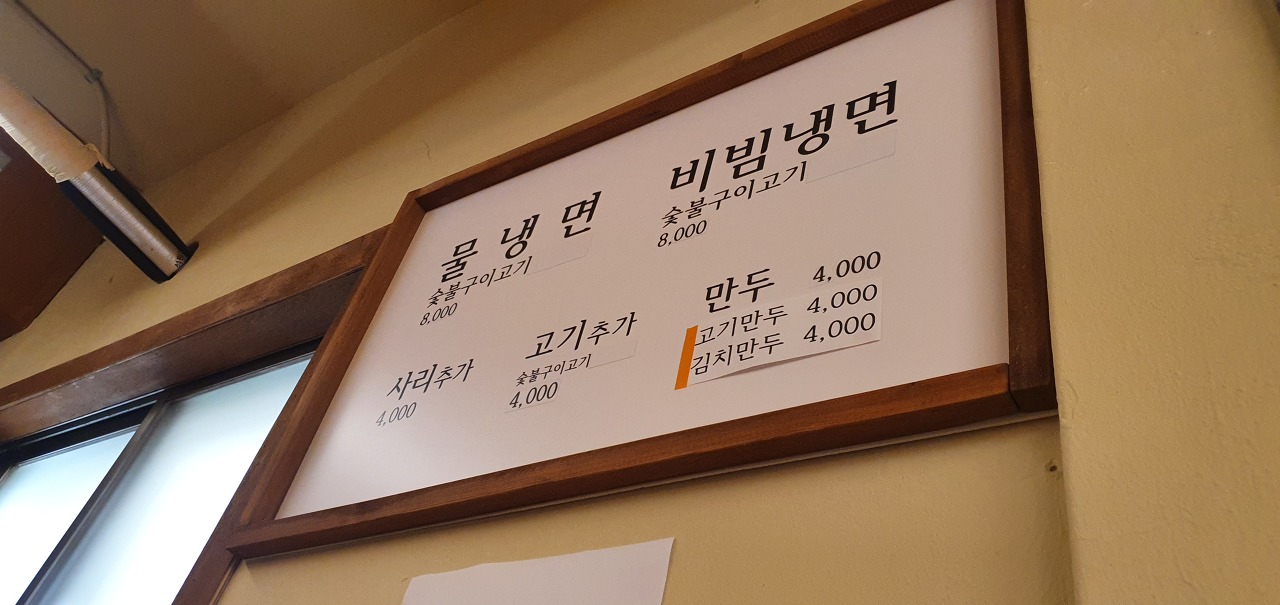 물냉면
숯불구이고기
8,000
비빔냉면
숯불구이고기
8,000
사리추가
4,000
고기추가
숯불구이고기
4,000
만두 4,000
고기만두 4,000
김치만두 4,000